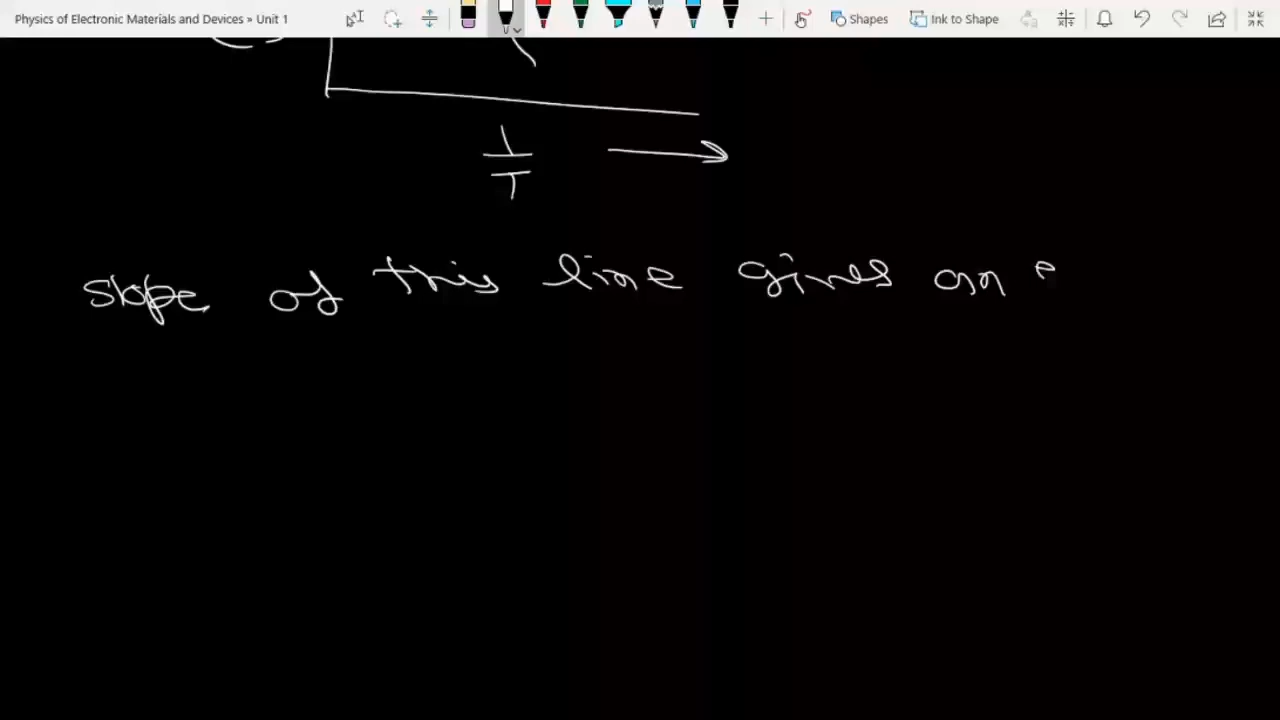 Physics of Electronic Materials and Devices » Unit 1
Shapes
Ink to Shape
1/T
slope of this line gives an e